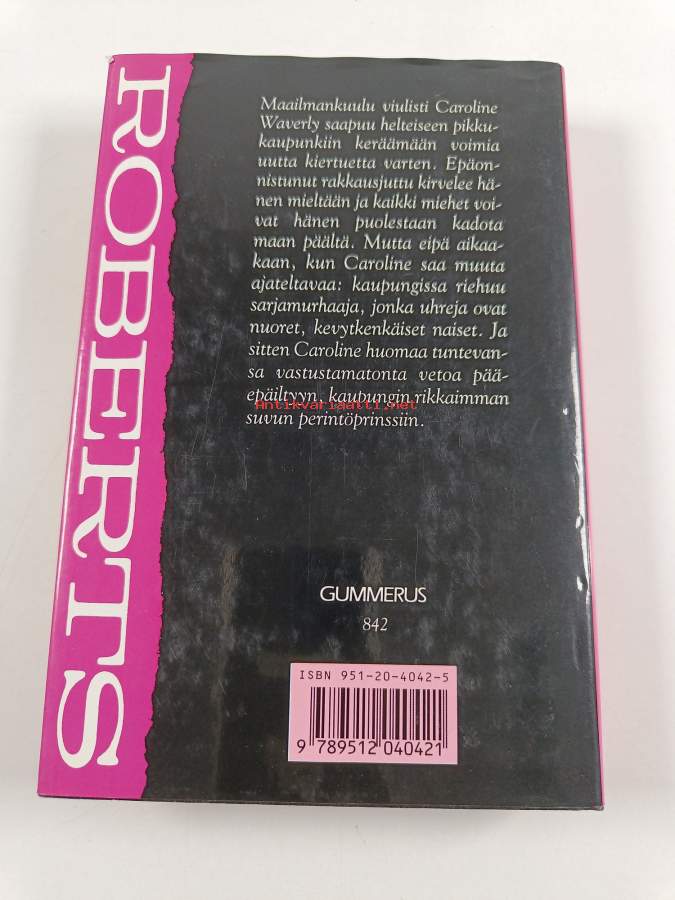 ROBERTS
Maailmankuulu viulisti Caroline
Waverly saapuu helteiseen pikku-
kaupunkiin keräämään voimia
uutta kiertuetta varten. Epäon-
nistunut rakkausjuttu kirvelee hä-
nen mieltään ja kaikki miehet voi-
vat hänen puolestaan kadota
maan päältä. Mutta eipä aikaa-
kaan, kun Caroline saa muuta
ajateltavaa: kaupungissa riehuu
sarjamurhaaja, jonka uhreja ovat
nuoret, kevytkenkäiset naiset. Ja
sitten Caroline huomaa tuntevan-
sa vastustamatonta vetoa pää-
epäiltyyn, kaupungin rikkaimman
Antikvariaatti.net
suvun perintöprinssiin.
GUMMERUS
842
ISBN 951-20-4042-5
9 789512 040421